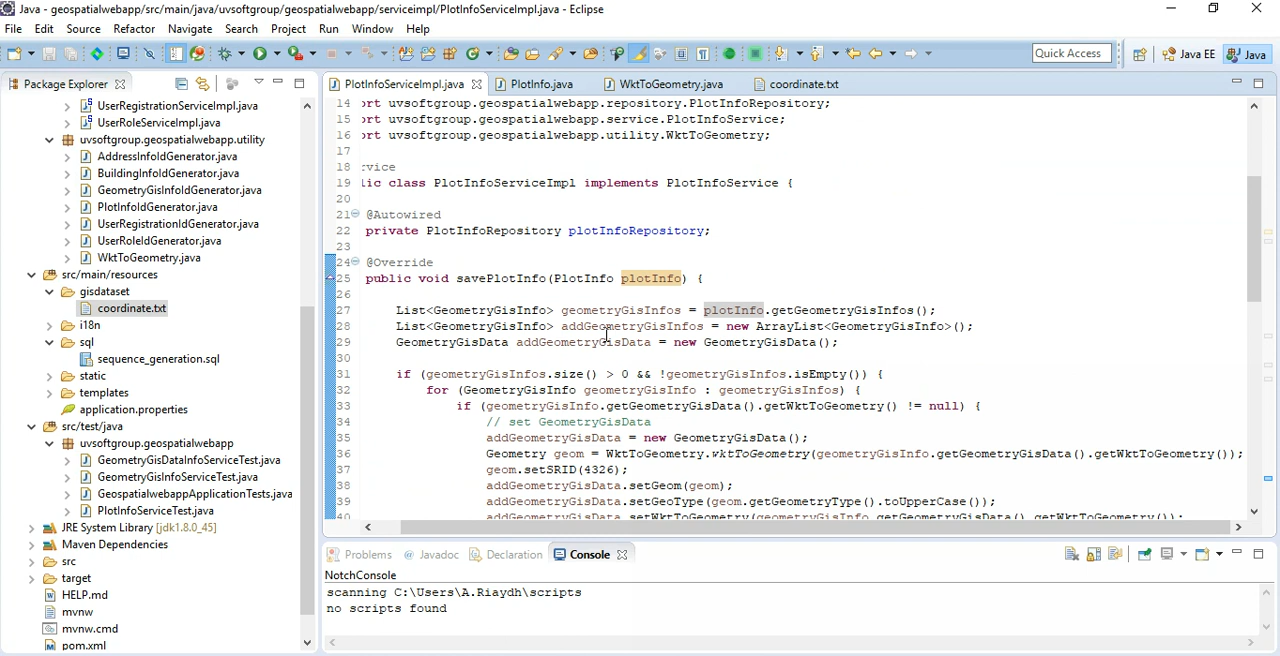 Java - geospatialwebapp/src/main/java/uvsoftgroup/geospatialwebapp/serviceimpl/PlotInfoServiceImpl.java - Eclipse
File Edit Source Refactor Navigate Search Project Run Window Help
Quick Access
Java EE
Java
Package Explorer
UserRegistrationServiceImpl.java
UserRoleServiceImpl.java
uvsoftgroup.geospatialwebapp.utility
AddressInfoIdGenerator.java
BuildingInfoIdGenerator.java
GeometryGisInfoIdGenerator.java
PlotInfoIdGenerator.java
UserRegistrationIdGenerator.java
UserRoleIdGenerator.java
WktToGeometry.java
src/main/resources
gisdataset
coordinate.txt
i18n
sql
sequence_generation.sql
static
templates
application.properties
src/test/java
uvsoftgroup.geospatialwebapp
GeometryGisDataInfoServiceTest.java
GeometryGisInfoServiceTest.java
GeospatialwebappApplicationTests.java
PlotInfoServiceTest.java
JRE System Library [jdk1.8.0_45]
Maven Dependencies
src
target
HELP.md
mvnw
mvnw.cmd
pom.xml
PlotInfoServiceImpl.java PlotInfo.java WktToGeometry.java coordinate.txt
14 ort uvsoftgroup.geospatialwebapp.repository.PlotInfoRepository;
15 ort uvsoftgroup.geospatialwebapp.service.PlotInfoService;
16 ort uvsoftgroup.geospatialwebapp.utility.WktToGeometry;
17
18 rvice
19 lic class PlotInfoServiceImpl implements PlotInfoService {
20
21 @Autowired
22 private PlotInfoRepository plotInfoRepository;
23
24 @Override
25 public void savePlotInfo(PlotInfo plotInfo) {
26
27 List<GeometryGisInfo> geometryGisInfos = plotInfo.getGeometryGisInfos();
28 List<GeometryGisInfo> addGeometryGisInfos = new ArrayList<GeometryGisInfo>();
29 GeometryGisData addGeometryGisData = new GeometryGisData();
30
31 if (geometryGisInfos.size() > 0 && !geometryGisInfos.isEmpty()) {
32 for (GeometryGisInfo geometryGisInfo : geometryGisInfos) {
33 if (geometryGisInfo.getGeometryGisData().getWktToGeometry() != null) {
34 // set GeometryGisData
35 addGeometryGisData = new GeometryGisData();
36 Geometry geom = WktToGeometry.wktToGeometry(geometryGisInfo.getGeometryGisData().getWktToGeometry());
37 geom.setSRID(4326);
38 addGeometryGisData.setGeom(geom);
39 addGeometryGisData.setGeoType(geom.getGeometryType().toUpperCase());
40 addGeometryGisData.setWktToGeometry(geometryGisInfo.getGeometryGisData().getWktToGeometry());
Problems Javadoc Declaration Console
NotchConsole
scanning C:\Users\A.Riaydh\scripts
no scripts found